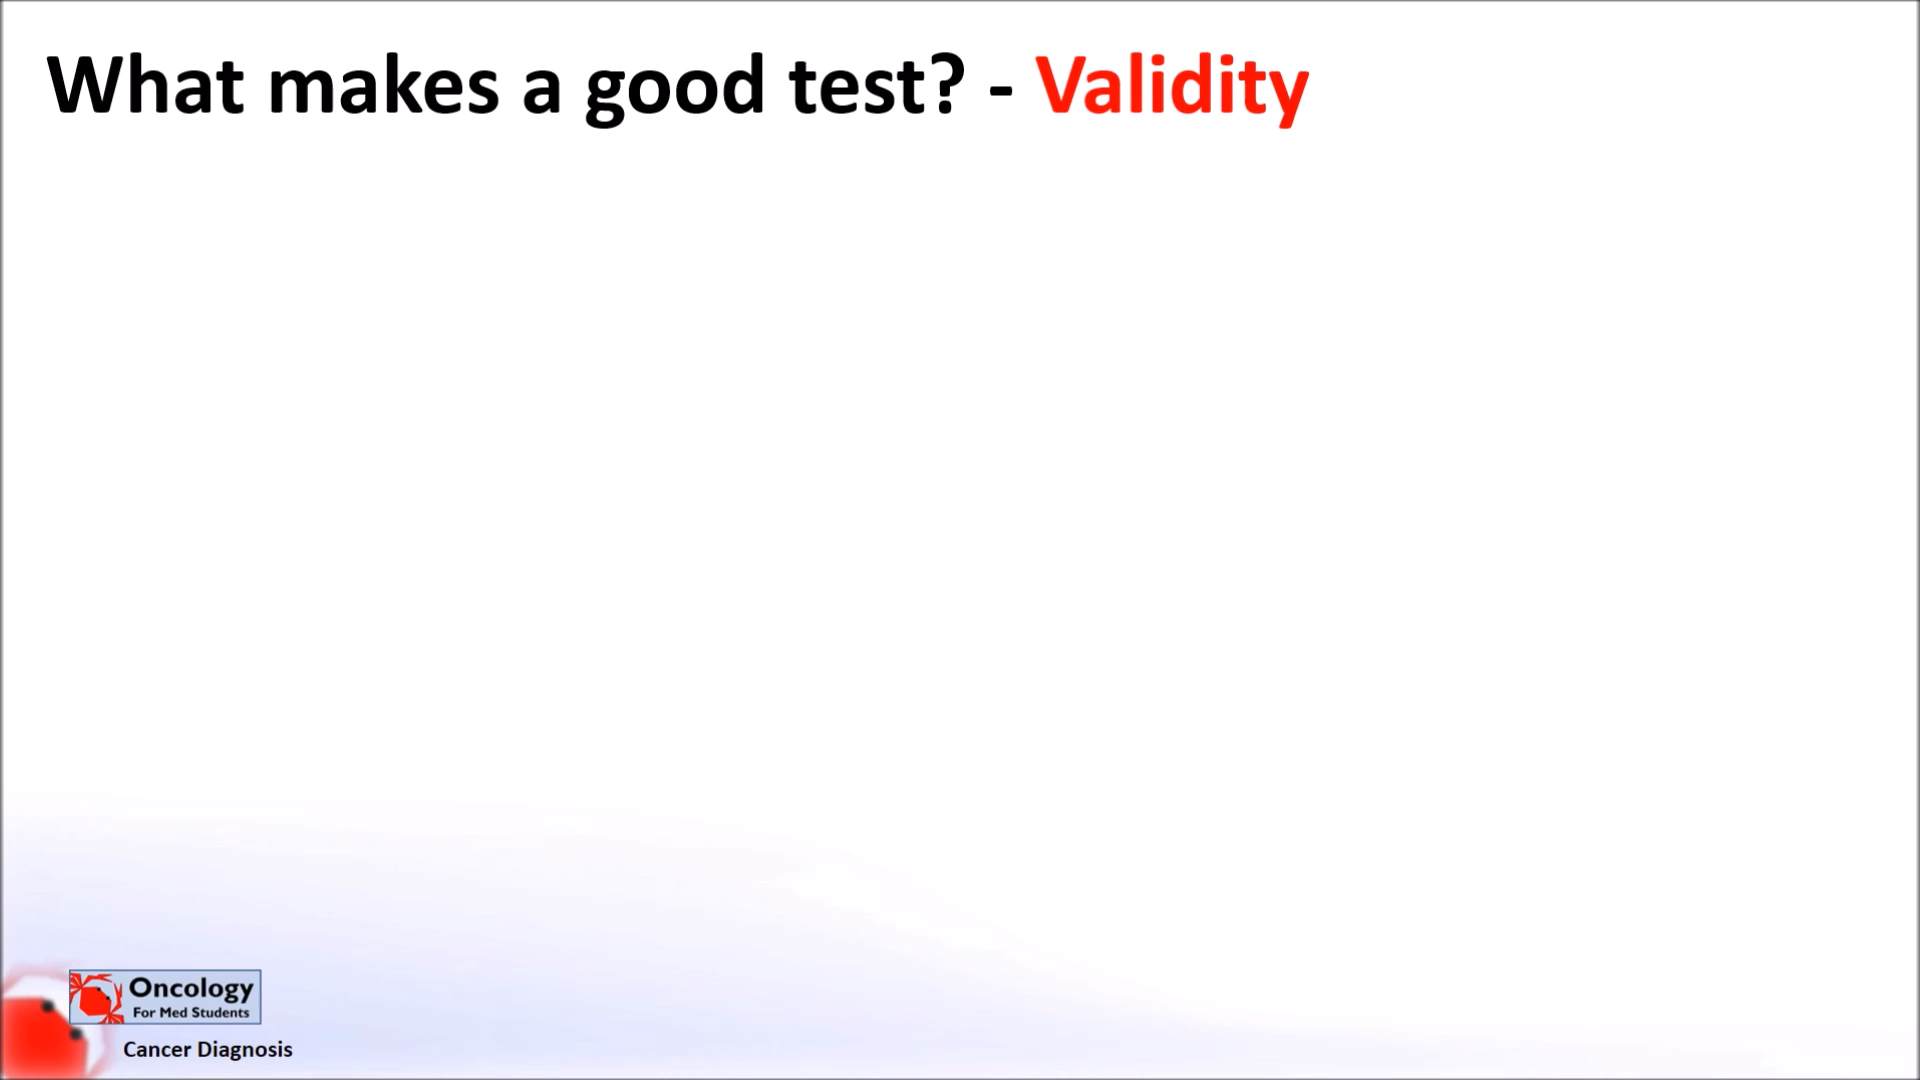 What makes a good test? - Validity
Oncology
For Med Students
Cancer Diagnosis